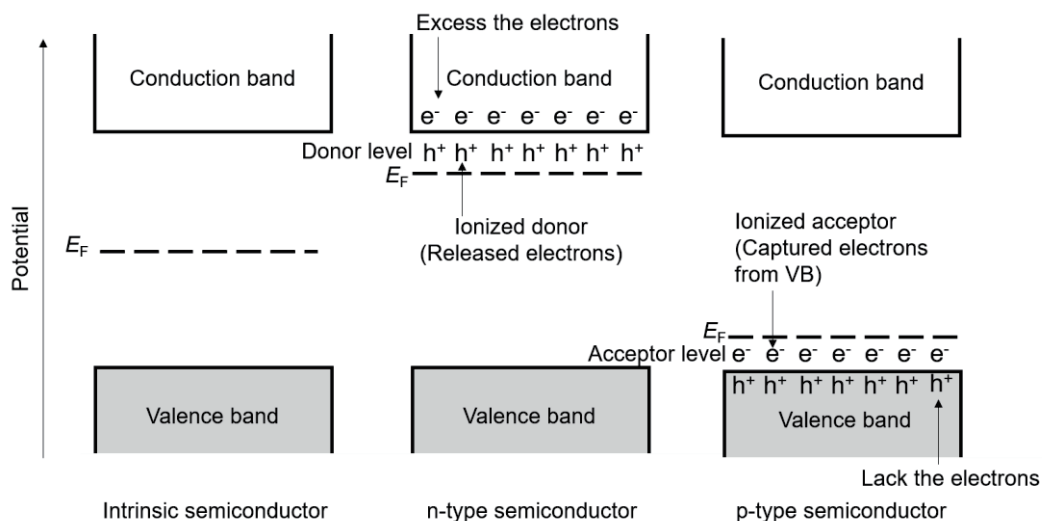 Excess the electrons
Potential
Conduction band
Conduction band
Conduction band
e⁻ e⁻ e⁻ e⁻ e⁻ e⁻ e⁻
Donor level h⁺ h⁺ h⁺ h⁺ h⁺ h⁺ h⁺
E_F
Ionized donor
(Released electrons)
E_F
Ionized acceptor
(Captured electrons
from VB)
E_F
Acceptor level e⁻ e⁻ e⁻ e⁻ e⁻ e⁻ e⁻
h⁺ h⁺ h⁺ h⁺ h⁺ h⁺ h⁺
Valence band
Valence band
Valence band
Lack the electrons
Intrinsic semiconductor
n-type semiconductor
p-type semiconductor